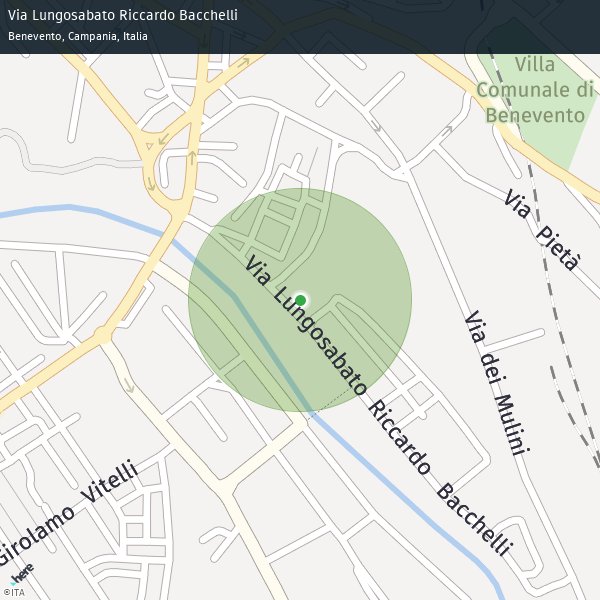 Via Lungosabato Riccardo Bacchelli
Benevento, Campania, Italia
Villa
Comunale di
Benevento
Via Pietà
Via Lungosabato Riccardo Bacchelli
Via dei Mulini
Girolamo Vitelli
here
©ITA